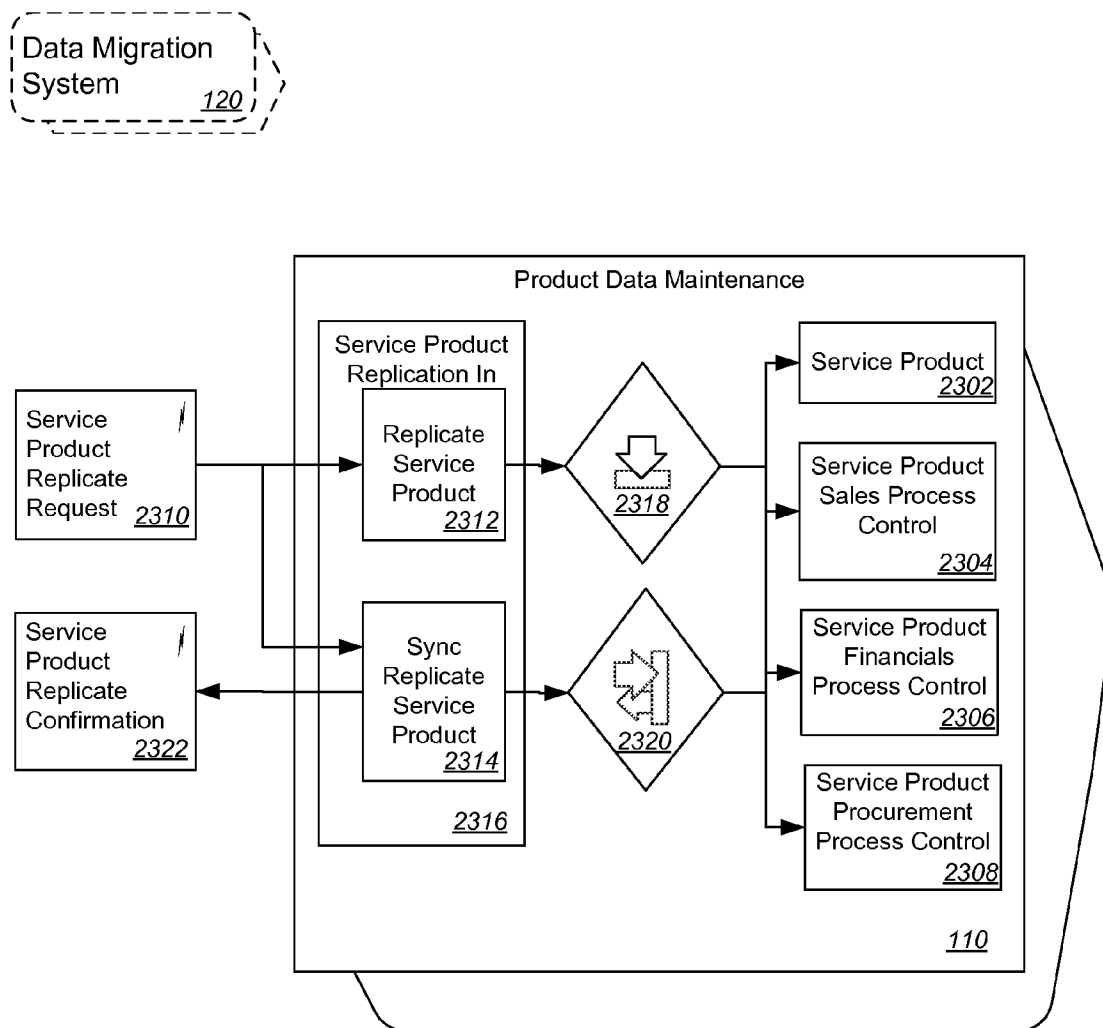 Data Migration
System
120
Product Data Maintenance
Service Product
Replication In
Service
Product
Replicate
Request
2310
Replicate
Service
Product
2312
2318
Service Product
2302
Service Product
Sales Process
Control
2304
Service
Product
Replicate
Confirmation
2322
Sync
Replicate
Service
Product
2314
2316
2320
Service Product
Financials
Process Control
2306
Service Product
Procurement
Process Control
2308
110